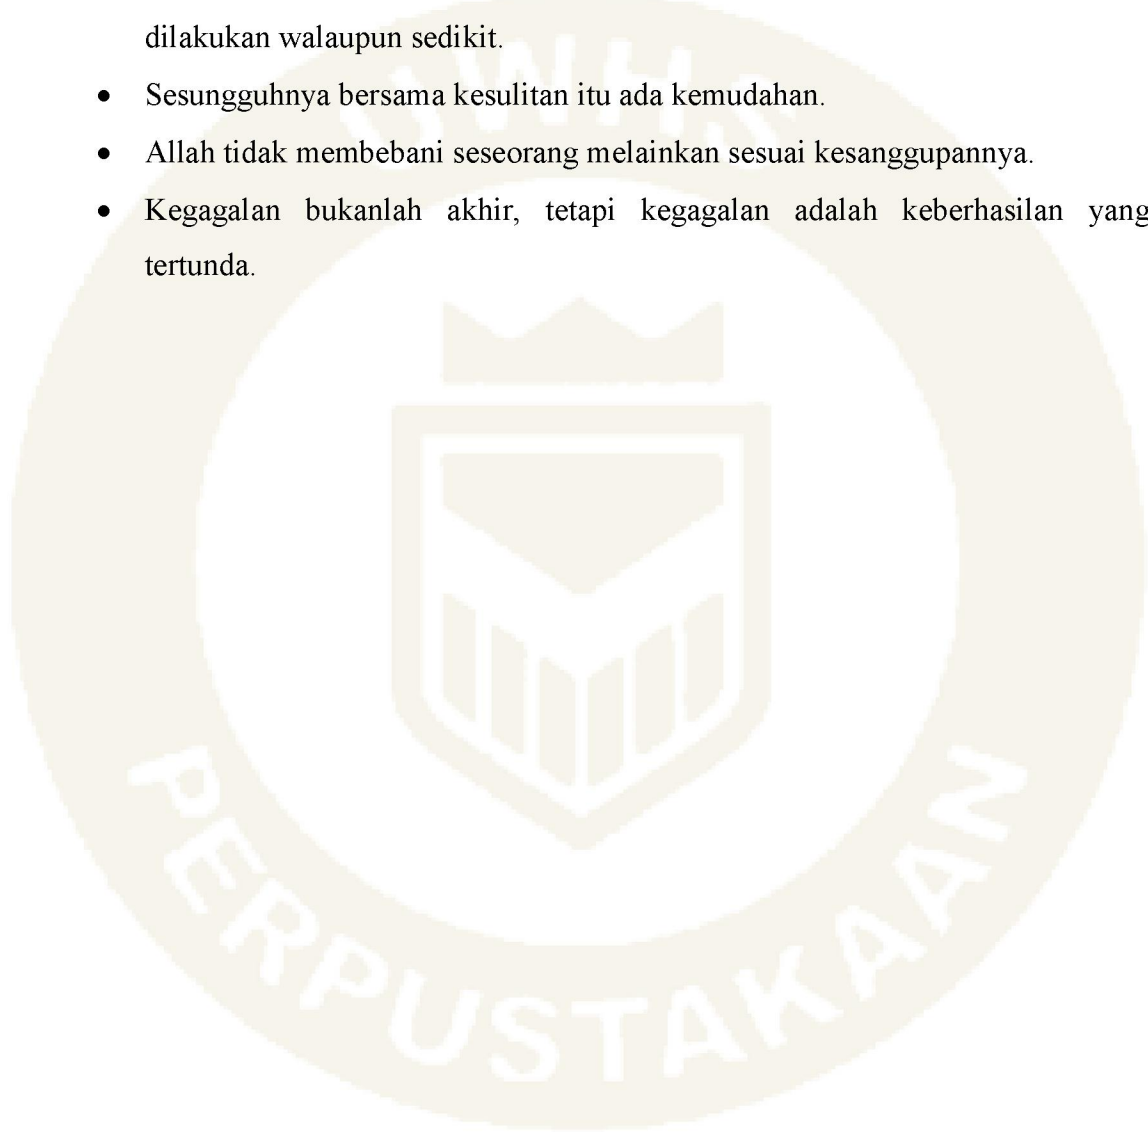 dilakukan walaupun sedikit.
• Sesungguhnya bersama kesulitan itu ada kemudahan.
• Allah tidak membebani seseorang melainkan sesuai kesanggupannya.
• Kegagalan bukanlah akhir, tetapi kegagalan adalah keberhasilan yang
tertunda.
UWHS
PERPUSTAKAAN